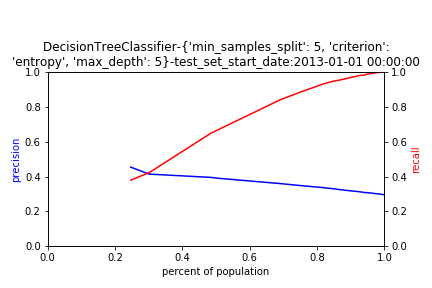 DecisionTreeClassifier-{'min_samples_split': 5, 'criterion':
'entropy', 'max_depth': 5}-test_set_start_date:2013-01-01 00:00:00
1.0
0.8
0.6
0.4
0.2
0.0
precision
1.0
0.8
0.6
0.4
0.2
0.0
recall
0.0 0.2 0.4 0.6 0.8 1.0
percent of population